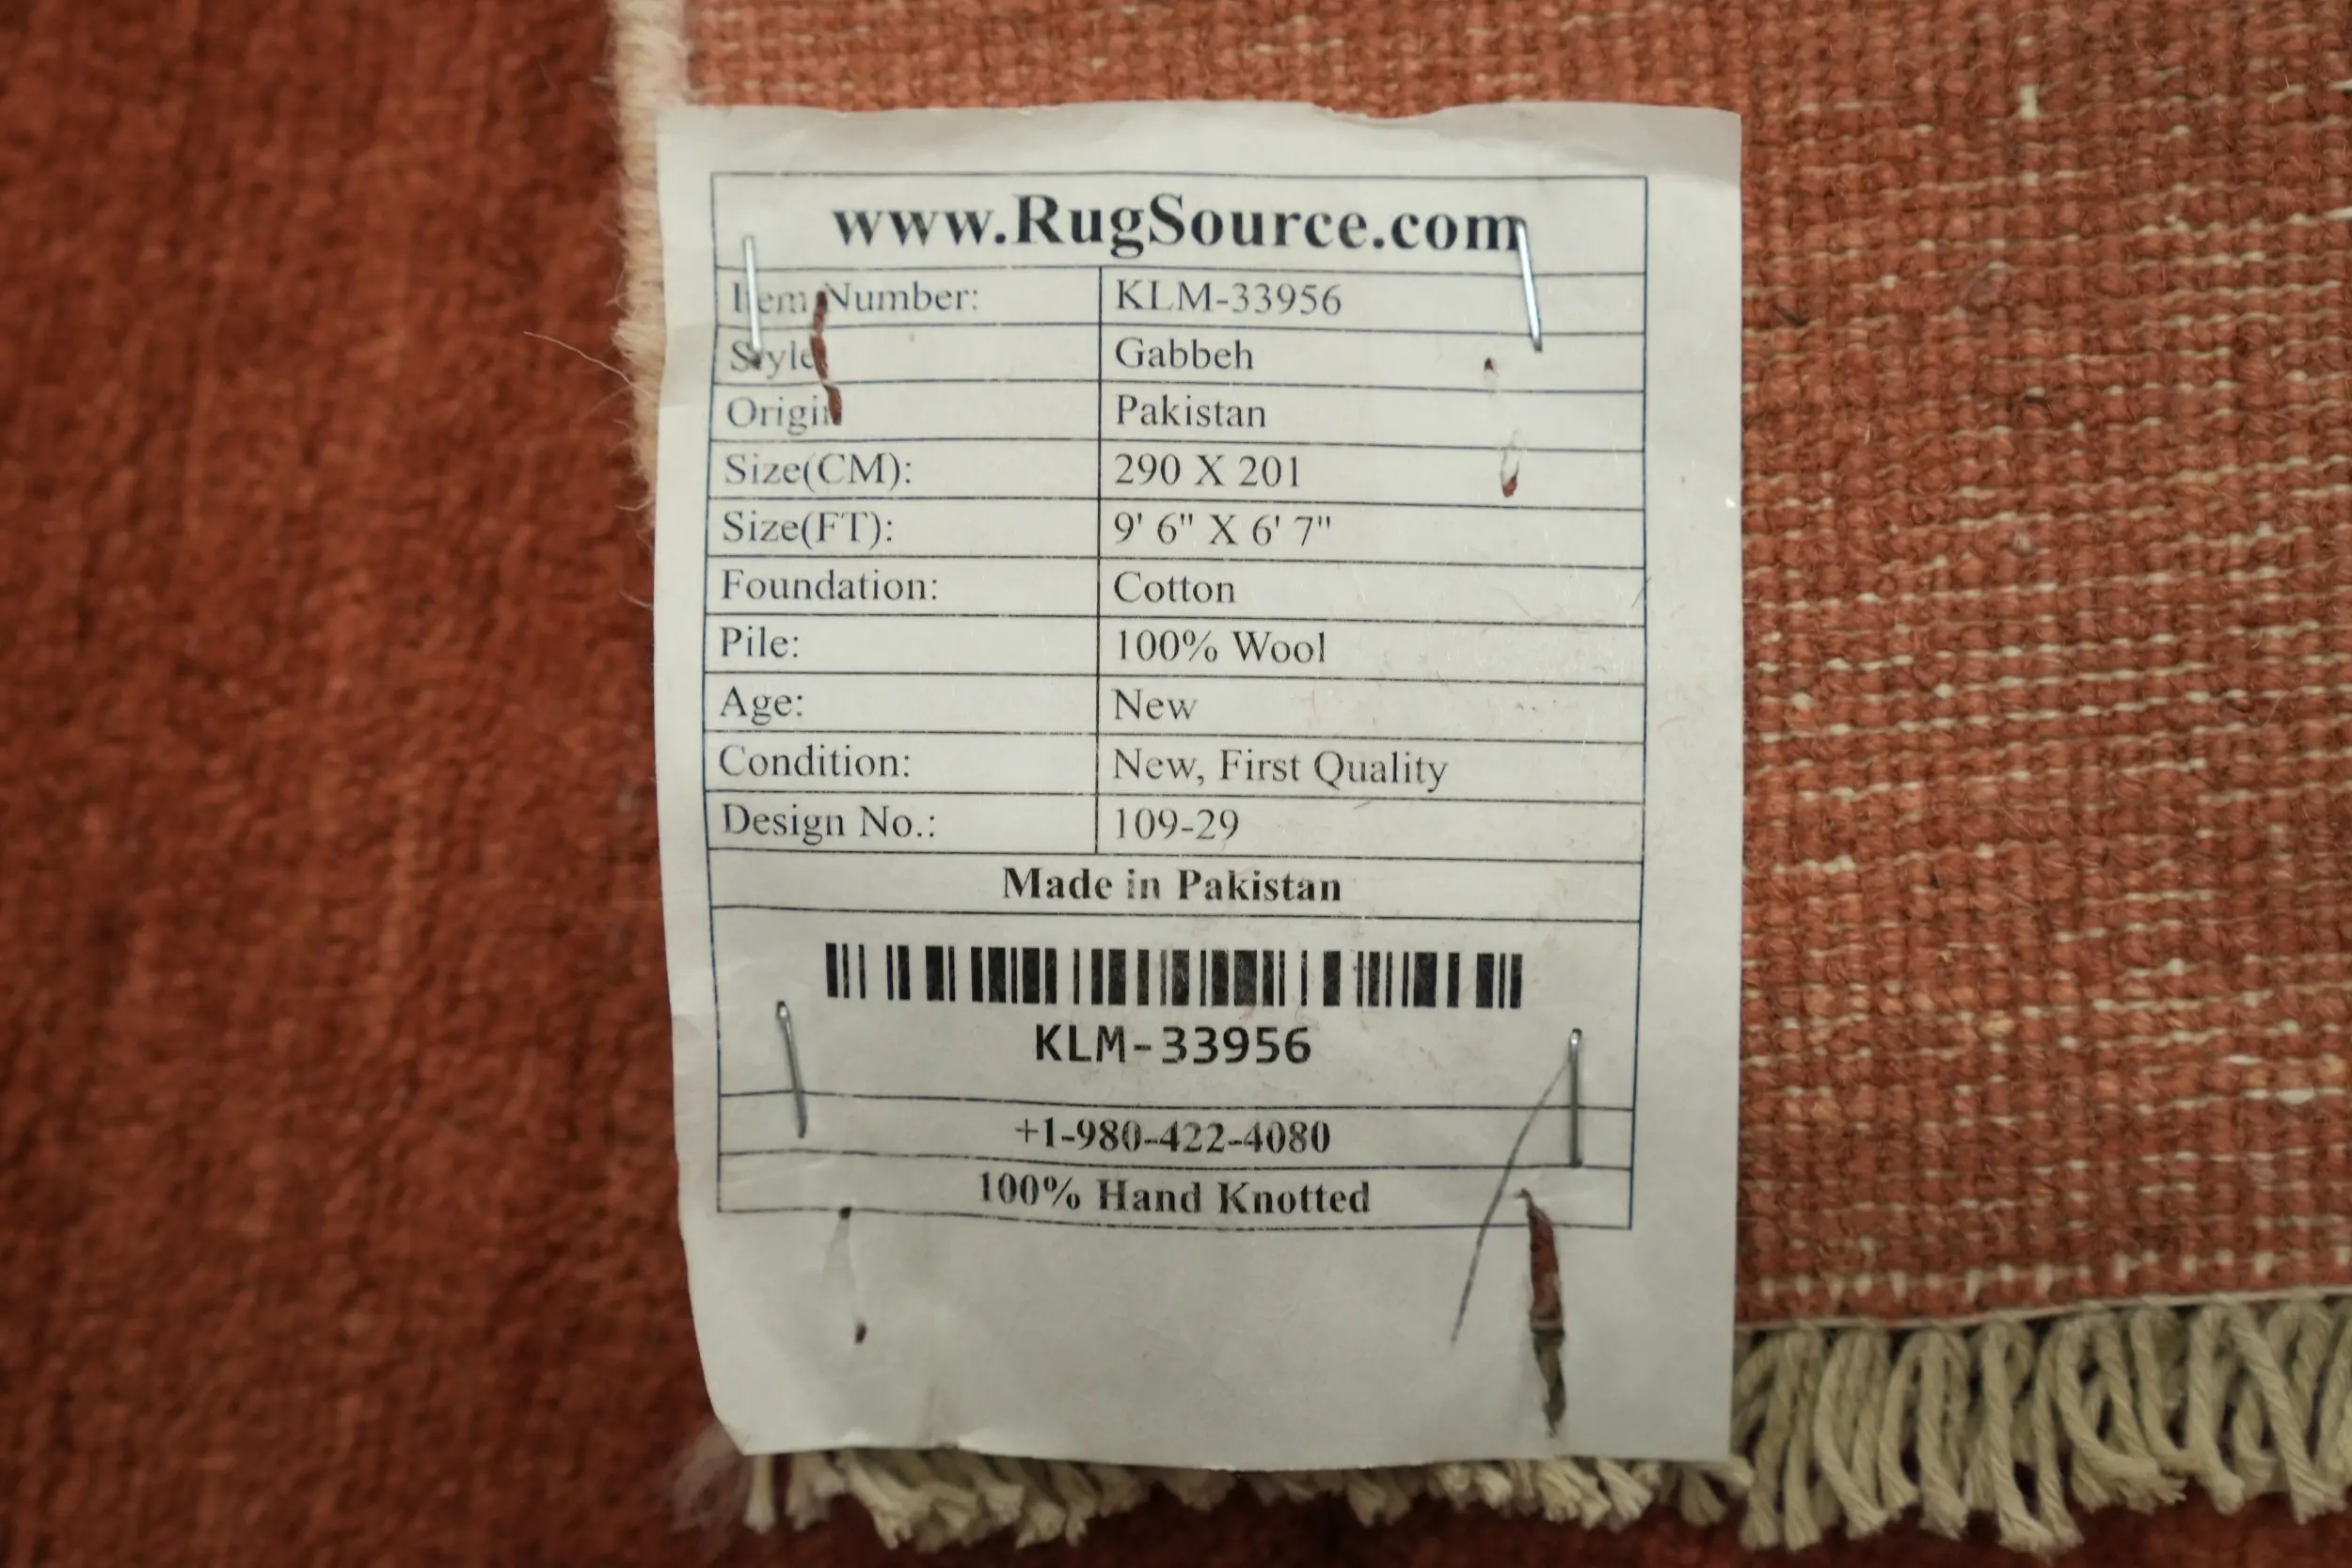 www.RugSource.com
Item Number: KLM-33956
Style Gabbeh
Origin Pakistan
Size(CM): 290 X 201
Size(FT): 9' 6" X 6' 7"
Foundation: Cotton
Pile: 100% Wool
Age: New
Condition: New, First Quality
Design No.: 109-29
Made in Pakistan
KLM-33956
+1-980-422-4080
100% Hand Knotted